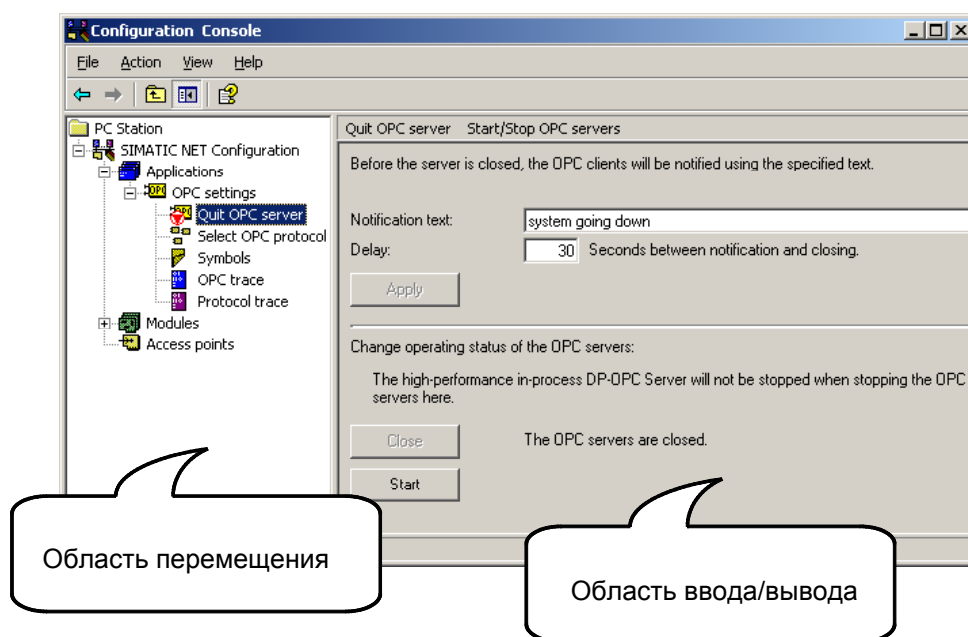 Configuration Console
File Action View Help
PC Station
SIMATIC NET Configuration
Applications
OPC settings
Quit OPC server
Select OPC protocol
Symbols
OPC trace
Protocol trace
Modules
Access points
Quit OPC server Start/Stop OPC servers
Before the server is closed, the OPC clients will be notified using the specified text.
Notification text: system going down
Delay: 30 Seconds between notification and closing.
Apply
Change operating status of the OPC servers:
The high-performance in-process DP-OPC Server will not be stopped when stopping the OPC
servers here.
Close The OPC servers are closed.
Start
Область перемещения
Область ввода/вывода